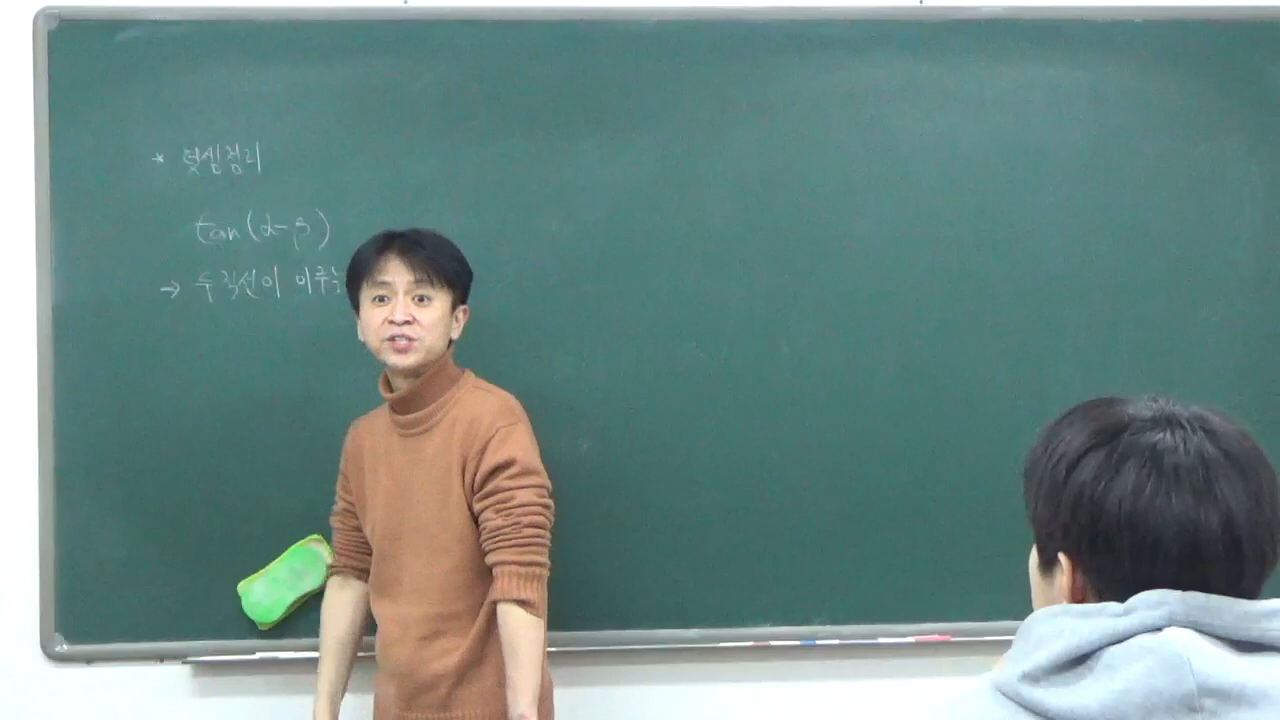 * 덧셈정리
tan(α-β)
→ 두 직선이 이루는